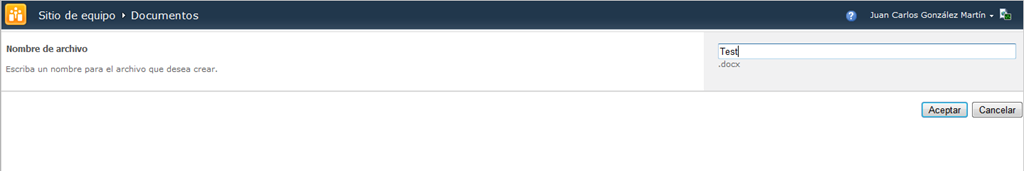 Sitio de equipo ▸ Documentos
Juan Carlos González Martín
Nombre de archivo
Escriba un nombre para el archivo que desea crear.
Test
.docx
Aceptar
Cancelar